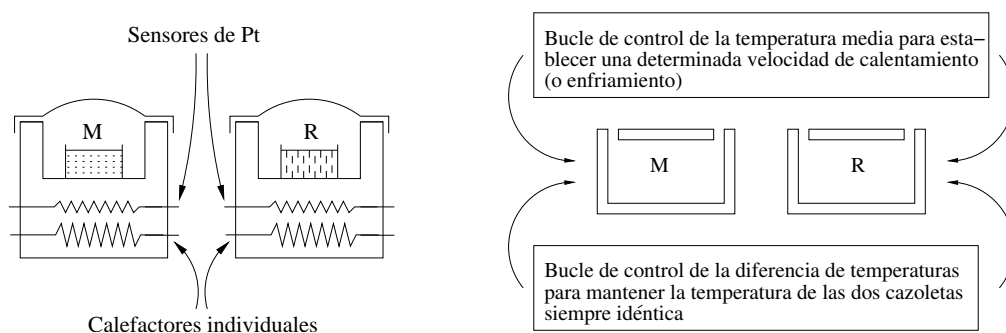 Sensores de Pt
M
R
Calefactores individuales
Bucle de control de la temperatura media para esta−
blecer una determinada velocidad de calentamiento
(o enfriamiento)
M
R
Bucle de control de la diferencia de temperaturas
para mantener la temperatura de las dos cazoletas
siempre idéntica